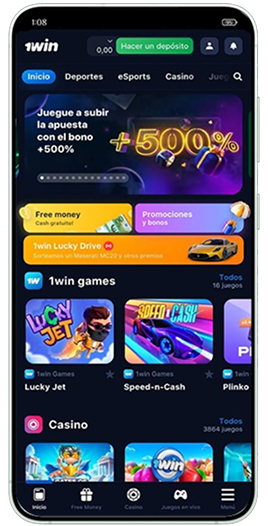 1:08
1win
0,00
Hacer un depósito
Inicio Deportes eSports Casino Jueg
Juegue a subir
la apuesta
con el bono
+500%
+500%
Free money
Cash gratuito!
Promociones
y bonos
1win Lucky Drive
Sorteamos un Maserati MC20 y otros premios
1W
1win games
Todos
16 juegos
LUCKY
JET
SPEED n CASH
P
1win Games
1win Games
1win
Lucky Jet
Speed-n-Cash
Plinko
Casino
Todos
3864 juegos
1win
Inicio
Free Money
Casino
Juegos en vivo
Menú